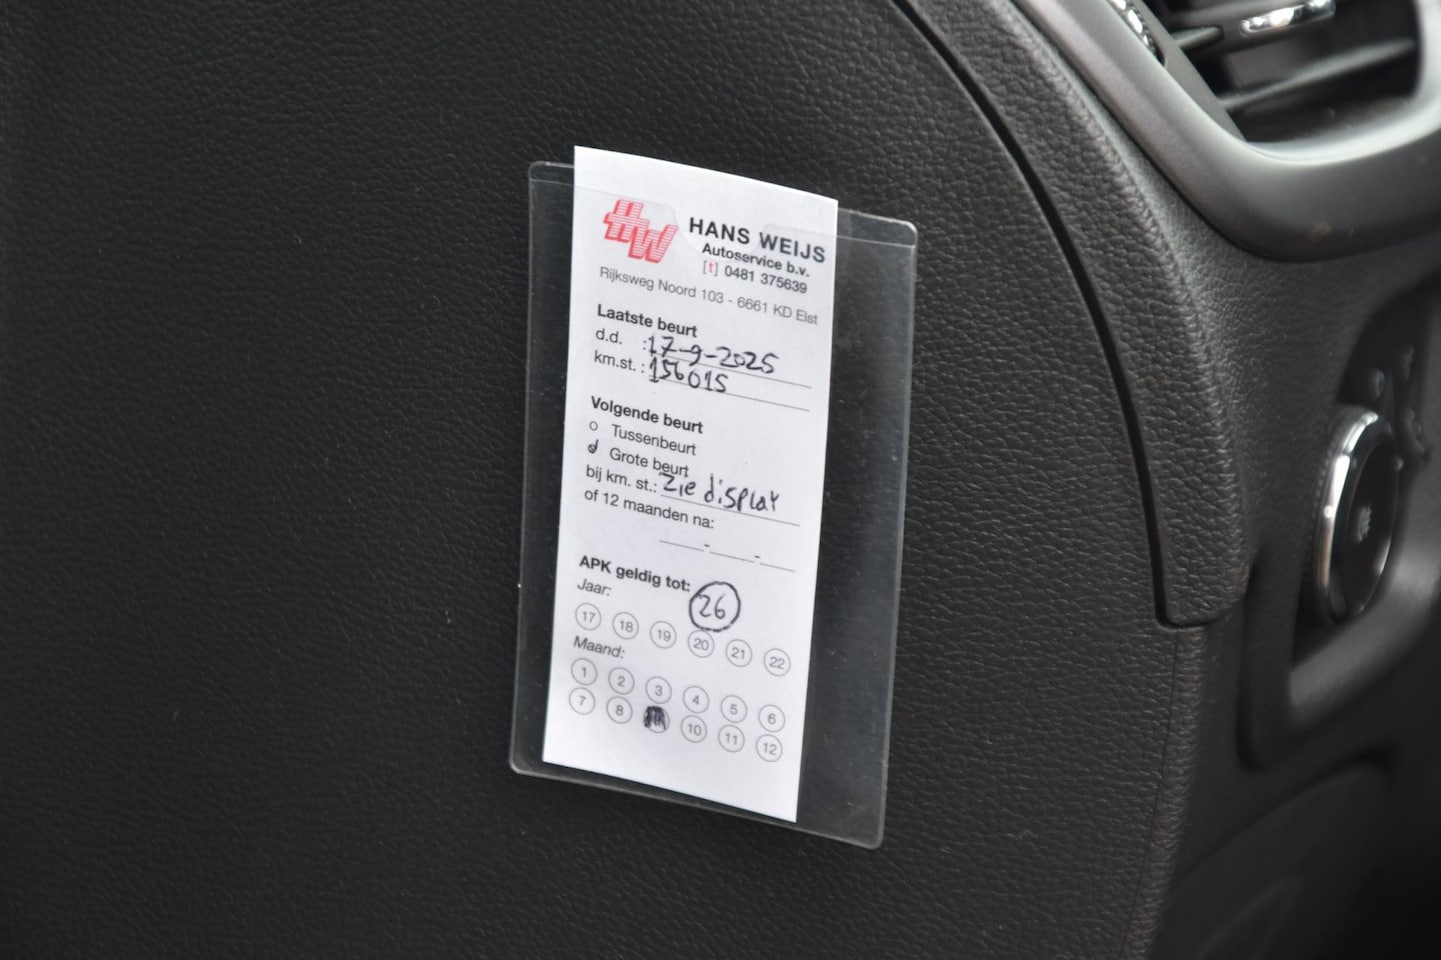 HW
HANS WEIJS
Autoservice b.v.
[t] 0481 375639
Rijksweg Noord 103 - 6661 KD Elst
Laatste beurt
d.d. : 17-9-2025
km.st. : 156015
Volgende beurt
o Tussenbeurt
o Grote beurt
bij km. st.: Zie display
of 12 maanden na:
- -
APK geldig tot: 26
Jaar:
17 18 19 20 21 22
Maand:
1 2 3 4 5 6
7 8 10 11 12